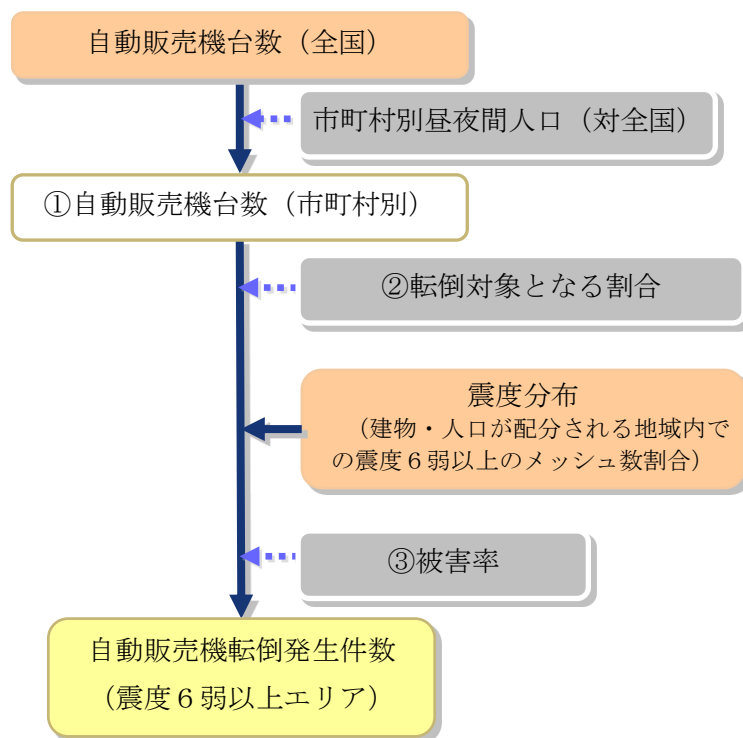 自動販売機台数（全国）
市町村別昼夜間人口（対全国）
①自動販売機台数（市町村別）
②転倒対象となる割合
震度分布
（建物・人口が配分される地域内で
の震度６弱以上のメッシュ数割合）
③被害率
自動販売機転倒発生件数
（震度６弱以上エリア）